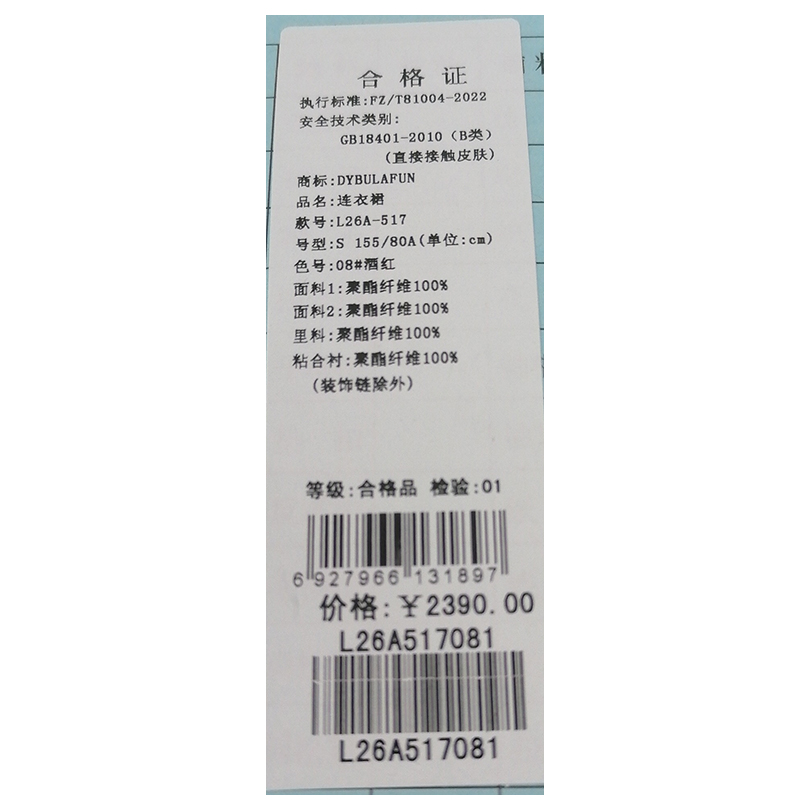 合格证
执行标准:FZ/T81004-2022
安全技术类别:
GB18401-2010（B类）
(直接接触皮肤)
商标:DYBULAFUN
品名:连衣裙
款号:L26A-517
号型:S 155/80A(单位:cm)
色号:08#酒红
面料1:聚酯纤维100%
面料2:聚酯纤维100%
里料:聚酯纤维100%
粘合衬:聚酯纤维100%
(装饰链除外)
等级:合格品 检验:01
6 927966 131897
价格:￥2390.00
L26A517081
L26A517081